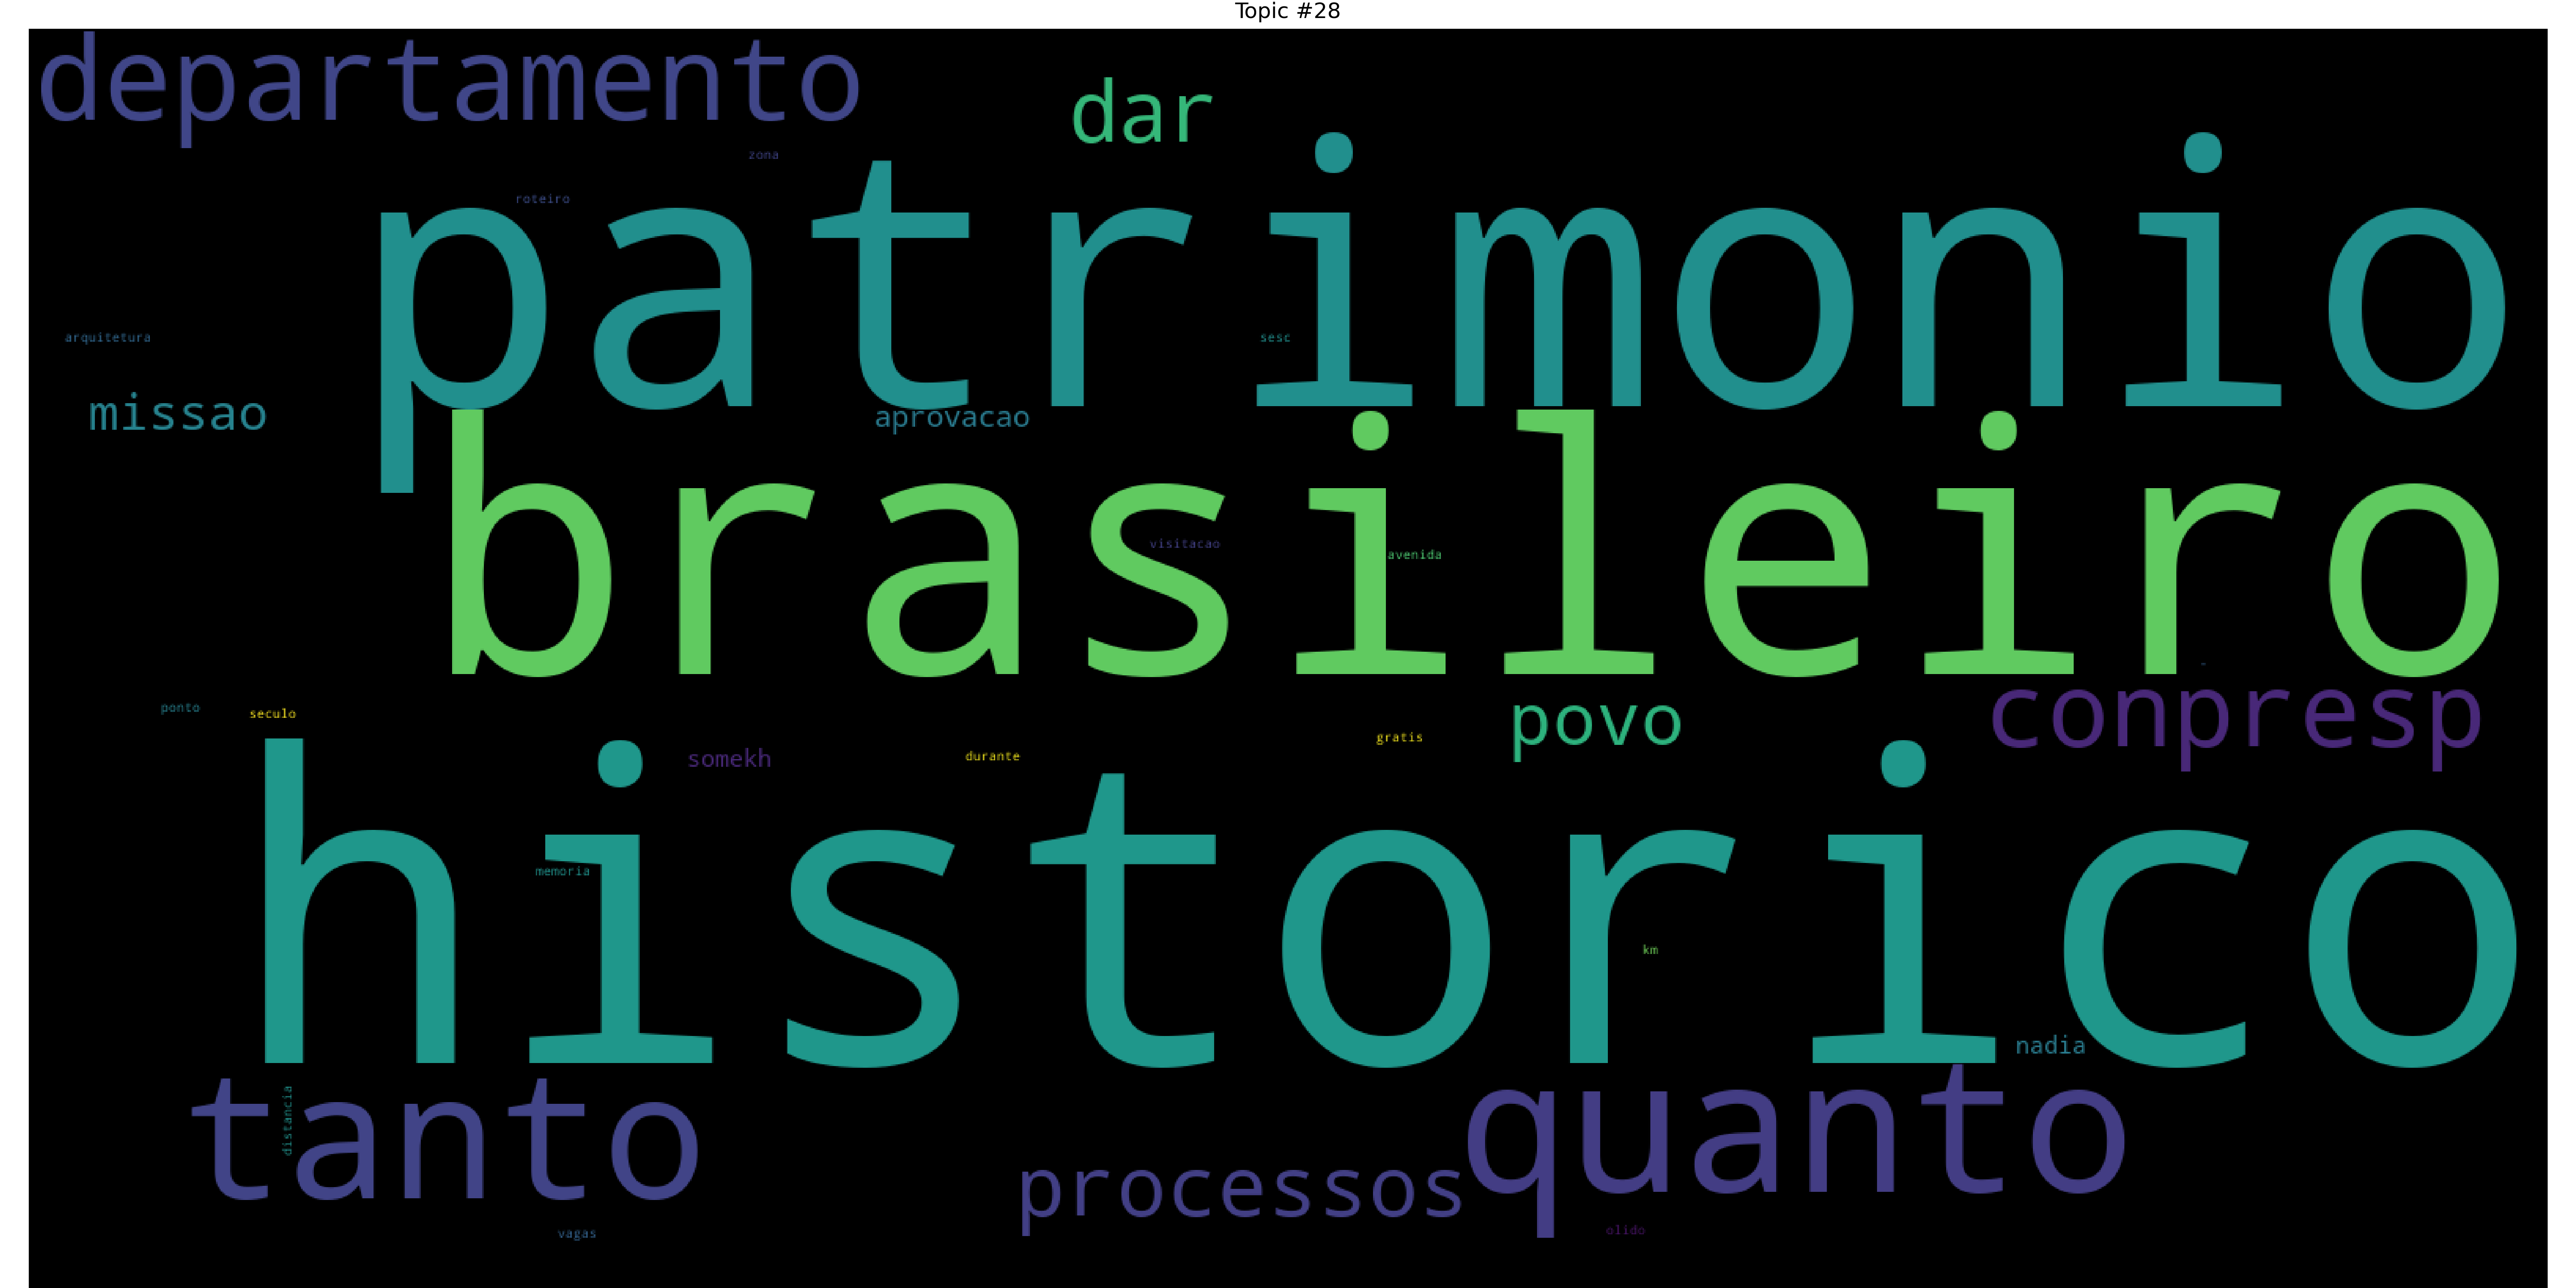 Topic #28
departamento
dar
zona
roteiro
patrimonio
arquitetura
sesc
missao
aprovacao
brasileiro
visitacao
avenida
ponto
seculo
povo
conpresp
somekh
durante
gratis
historico
memoria
km
nadia
tanto
distancia
quanto
processos
vagas
olido